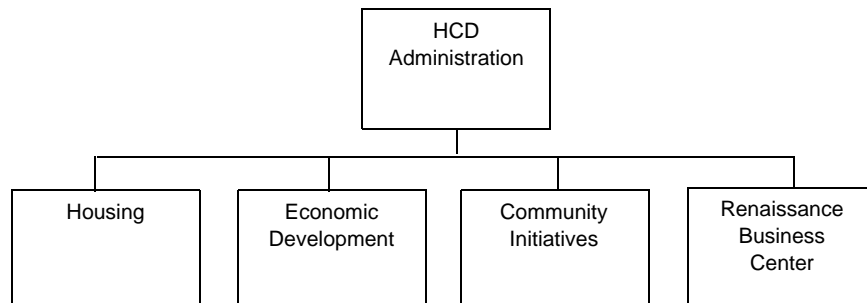 HCD
Administration
Housing
Economic
Development
Community
Initiatives
Renaissance
Business
Center